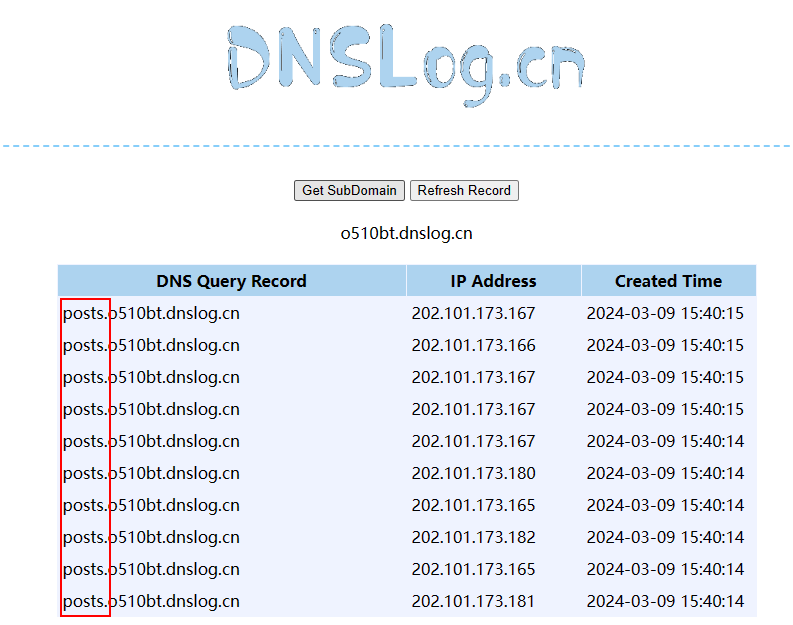 DNSLog.cn
Get SubDomain Refresh Record
o510bt.dnslog.cn
DNS Query Record IP Address Created Time
posts.o510bt.dnslog.cn 202.101.173.167 2024-03-09 15:40:15
posts.o510bt.dnslog.cn 202.101.173.166 2024-03-09 15:40:15
posts.o510bt.dnslog.cn 202.101.173.167 2024-03-09 15:40:15
posts.o510bt.dnslog.cn 202.101.173.167 2024-03-09 15:40:15
posts.o510bt.dnslog.cn 202.101.173.167 2024-03-09 15:40:14
posts.o510bt.dnslog.cn 202.101.173.180 2024-03-09 15:40:14
posts.o510bt.dnslog.cn 202.101.173.165 2024-03-09 15:40:14
posts.o510bt.dnslog.cn 202.101.173.182 2024-03-09 15:40:14
posts.o510bt.dnslog.cn 202.101.173.165 2024-03-09 15:40:14
posts.o510bt.dnslog.cn 202.101.173.181 2024-03-09 15:40:14